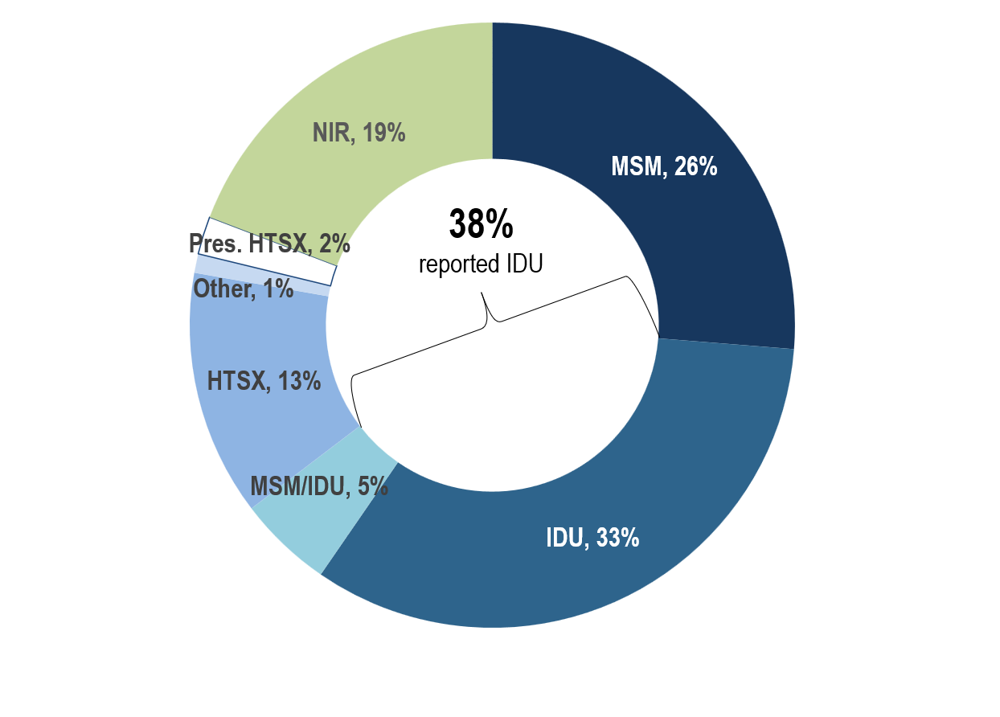 NIR, 19%
MSM, 26%
38%
reported IDU
Pres. HTSX, 2%
Other, 1%
HTSX, 13%
MSM/IDU, 5%
IDU, 33%